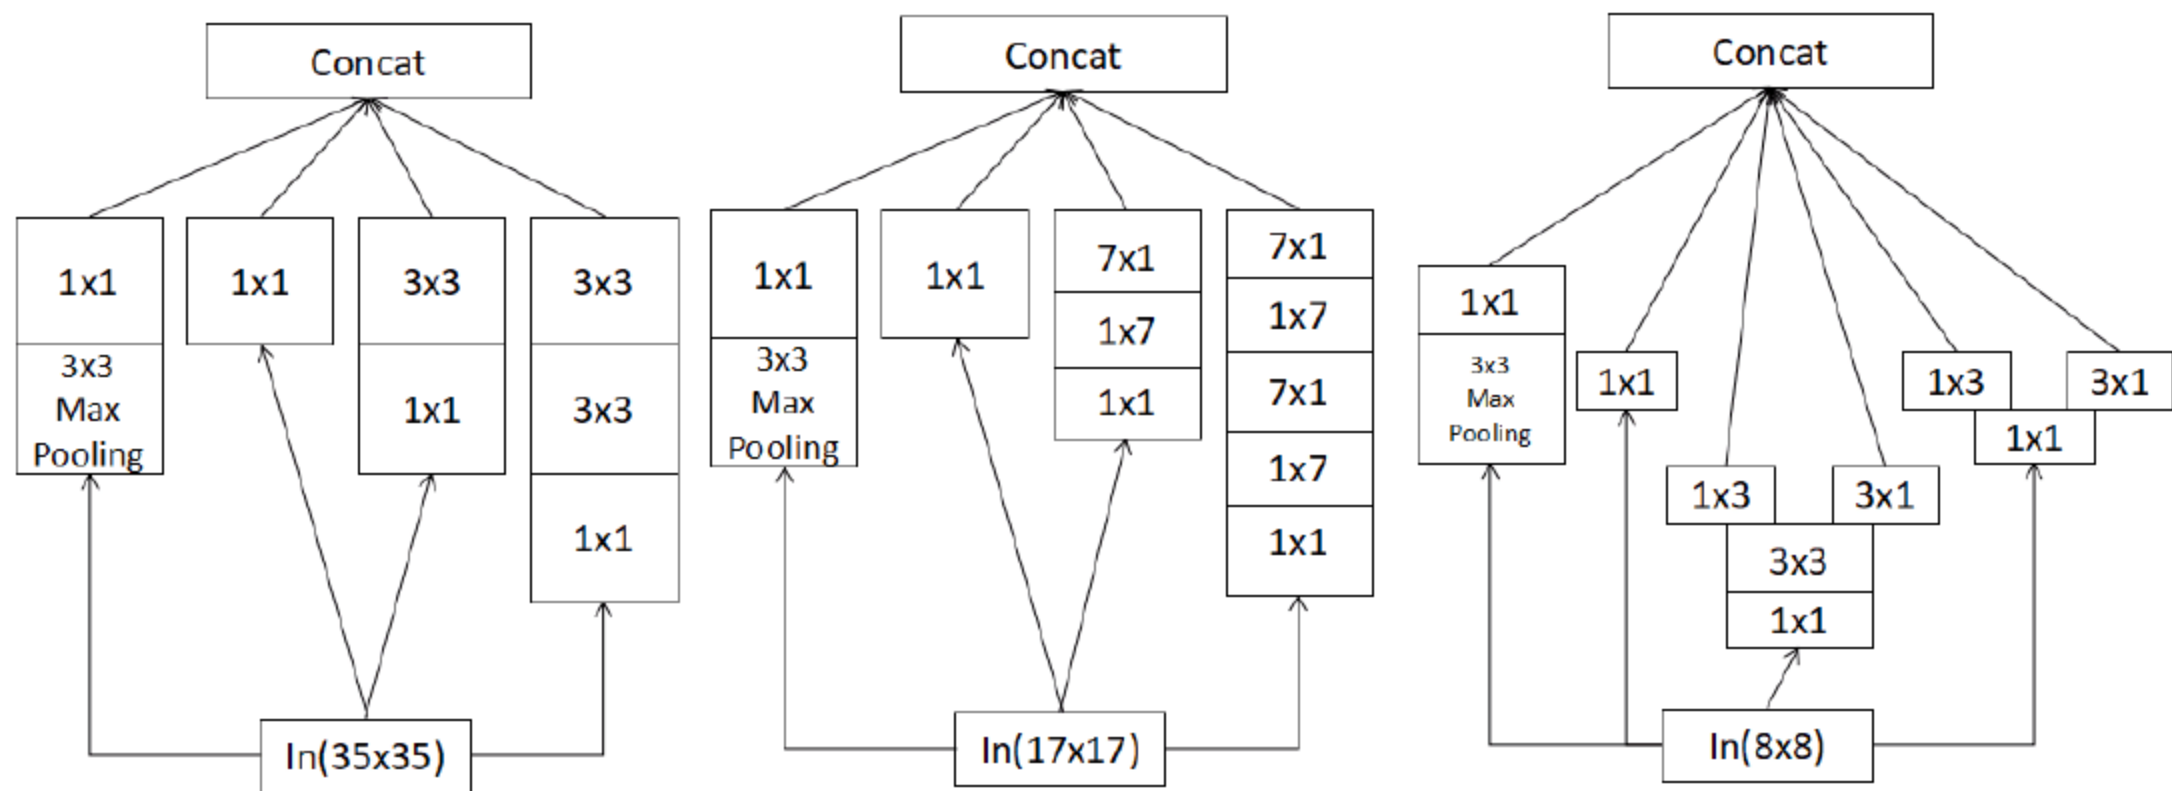 Concat
1x1
3x3
Max
Pooling
1x1
3x3
1x1
3x3
3x3
1x1
In(35x35)
Concat
1x1
3x3
Max
Pooling
1x1
7x1
1x7
1x1
7x1
1x7
7x1
1x7
1x1
In(17x17)
Concat
1x1
3x3
Max
Pooling
1x1
1x3
3x1
3x3
1x1
1x3
3x1
1x1
In(8x8)